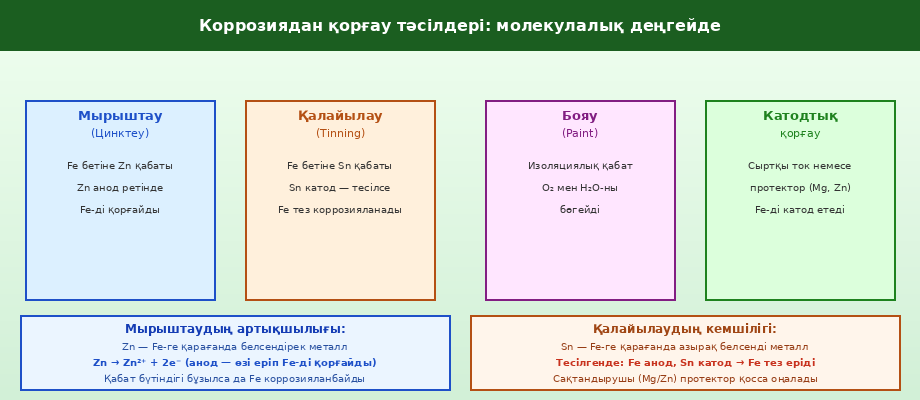 Коррозиядан қорғау тәсілдері: молекулалық деңгейде
Мырыштау
(Цинктеу)
Fe бетіне Zn қабаты
Zn анод ретінде
Fe-ді қорғайды
Қалайылау
(Tinning)
Fe бетіне Sn қабаты
Sn катод — тесілсе
Fe тез коррозияланады
Бояу
(Paint)
Изоляциялық қабат
O₂ мен H₂O-ны
бөгейді
Катодтық
қорғау
Сыртқы ток немесе
протектор (Mg, Zn)
Fe-ді катод етеді
Мырыштаудың артықшылығы:
Zn — Fe-ге қарағанда белсендірек металл
Zn → Zn²⁺ + 2e⁻ (анод — өзі еріп Fe-ді қорғайды)
Қабат бүтіндігі бұзылса да Fe коррозияланбайды
Қалайылаудың кемшілігі:
Sn — Fe-ге қарағанда азырақ белсенді металл
Тесілгенде: Fe анод, Sn катод → Fe тез еріді
Сақтандырушы (Mg/Zn) протектор қосса оңалады